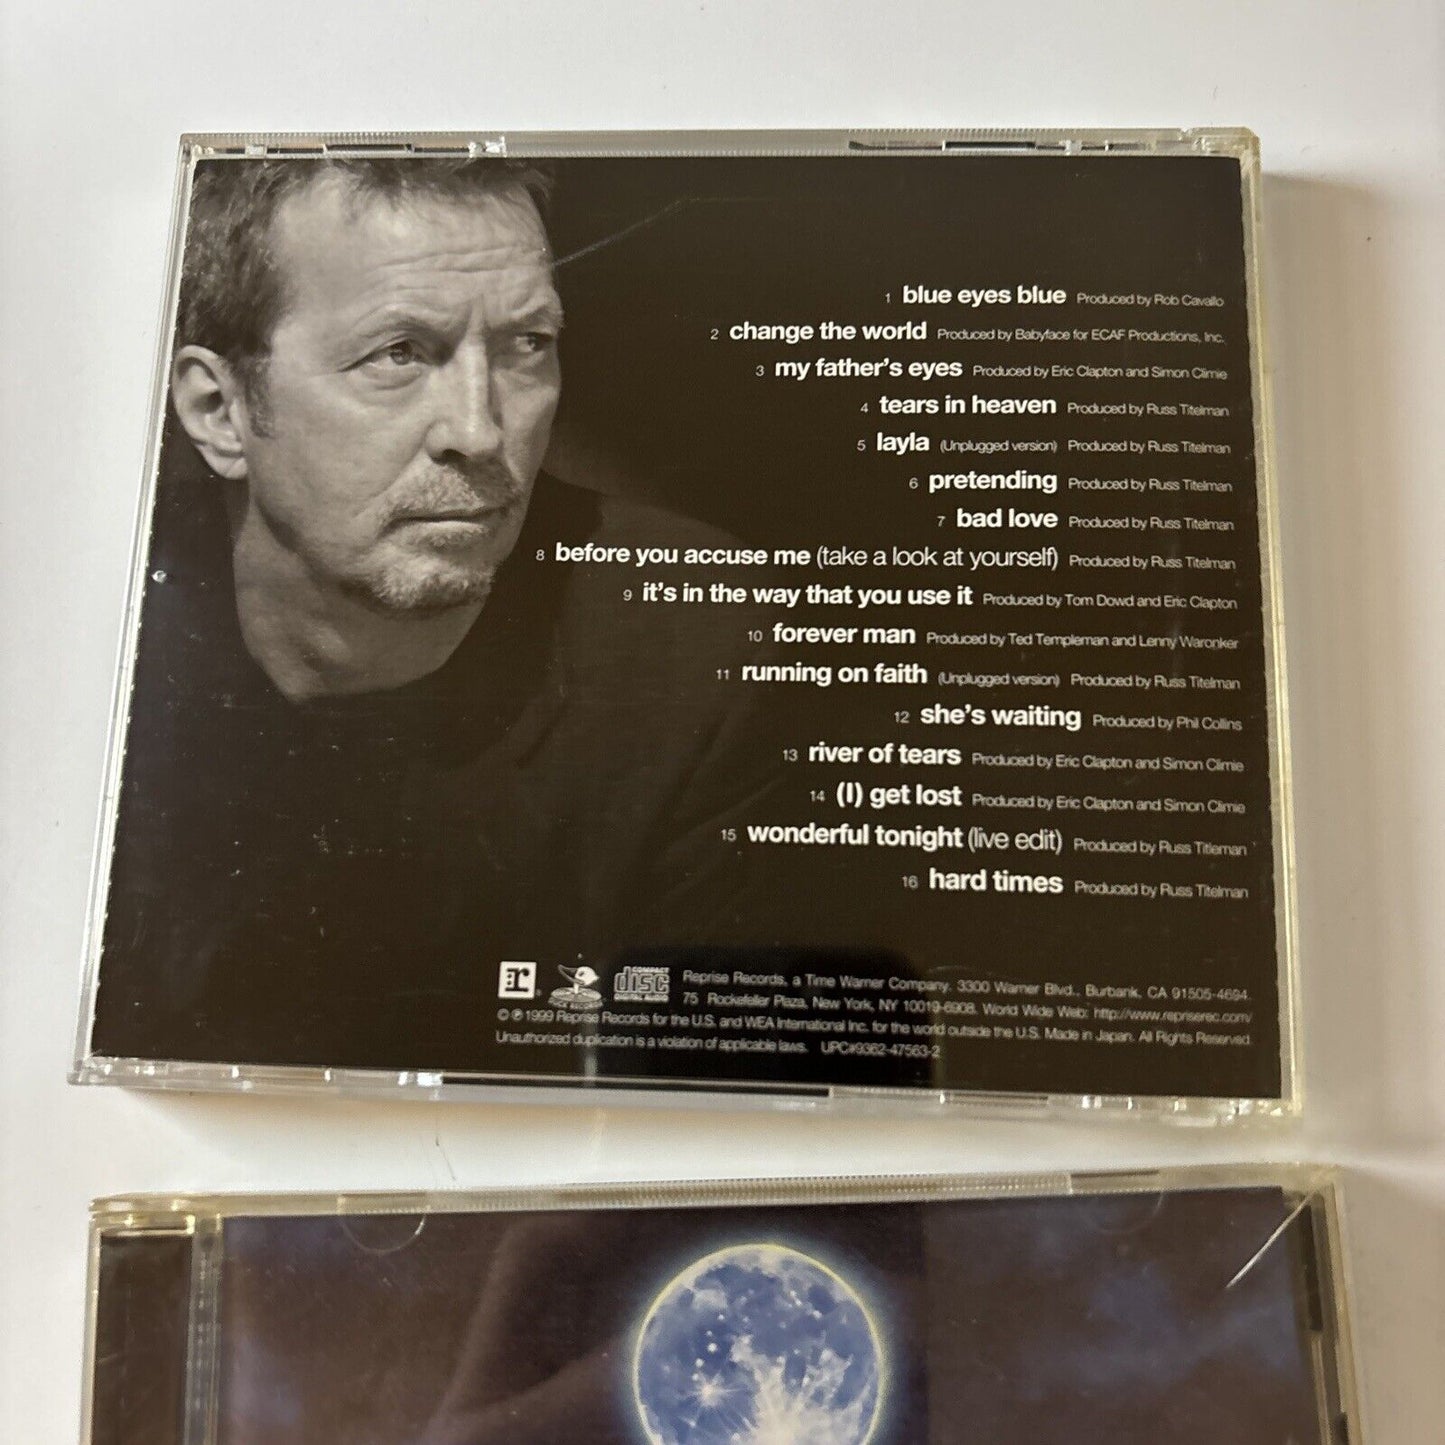 1 blue eyes blue Produced by Rob Cavallo
2 change the world Produced by Babyface for ECAF Productions, Inc.
3 my father's eyes Produced by Eric Clapton and Simon Climie
4 tears in heaven Produced by Russ Titelman
5 layla (Unplugged version) Produced by Russ Titelman
6 pretending Produced by Russ Titelman
7 bad love Produced by Russ Titelman
8 before you accuse me (take a look at yourself) Produced by Russ Titelman
9 it's in the way that you use it Produced by Tom Dowd and Eric Clapton
10 forever man Produced by Ted Templeman and Lenny Waronker
11 running on faith (Unplugged version) Produced by Russ Titelman
12 she's waiting Produced by Phil Collins
13 river of tears Produced by Eric Clapton and Simon Climie
14 (I) get lost Produced by Eric Clapton and Simon Climie
15 wonderful tonight (live edit) Produced by Russ Titleman
16 hard times Produced by Russ Titelman
r
COMPACT
disc
DIGITAL AUDIO
Reprise Records, a Time Warner Company. 3300 Warner Blvd., Burbank, CA 91505-4694.
75 Rockefeller Plaza, New York, NY 10019-6908. World Wide Web: http://www.repriserec.com/
© ℗ 1999 Reprise Records for the U.S. and WEA International Inc. for the world outside the U.S. Made in Japan. All Rights Reserved.
Unauthorized duplication is a violation of applicable laws. UPC#9362-47563-2